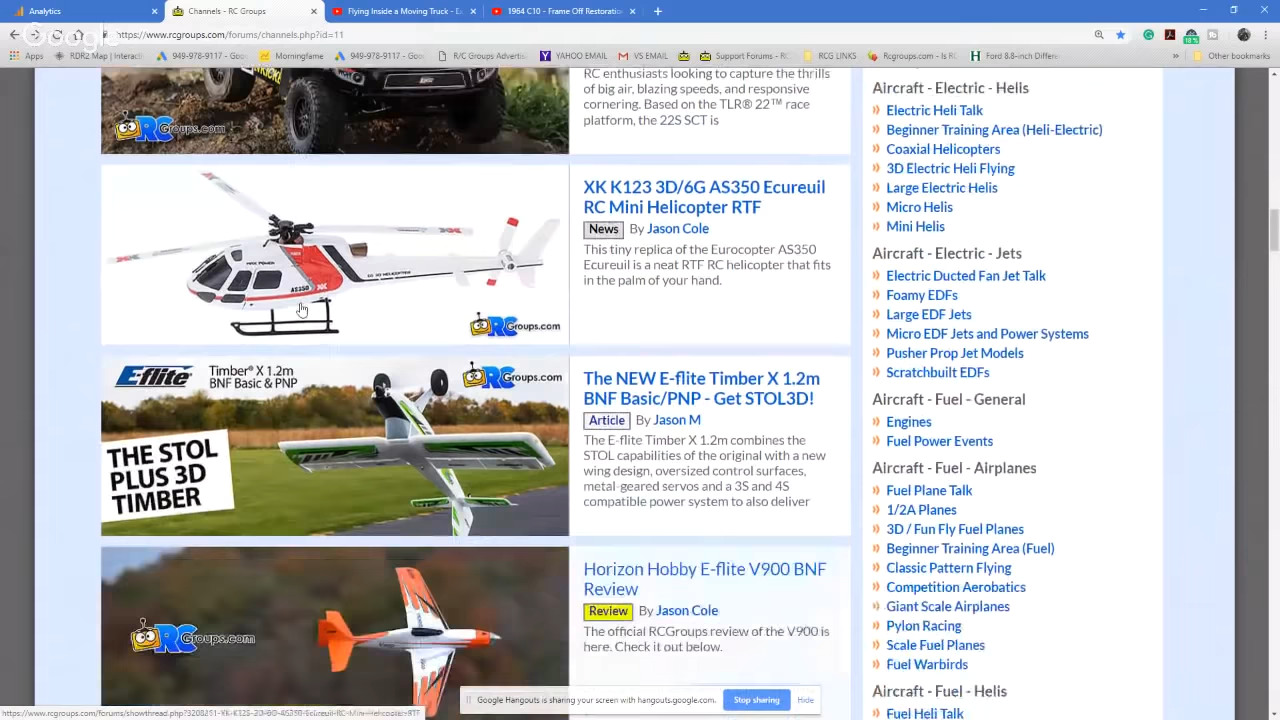 Analytics
Channels - RC Groups
Flying Inside a Moving Truck - E
1964 C10 - Frame Off Restoratio
Google
https://www.rcgroups.com/forums/channels.php?id=11
Apps
RDR2 Map | Interact
949-978-9117 - Goo
Morningfame
949-978-9117 - Goo
R/C Groups Adverti
YAHOO EMAIL
VS EMAIL
Support Forums - RC
RCG LINKS
Rcgroups.com - Is RC
Ford 8.8-inch Differe
Other bookmarks
RC enthusiasts looking to capture the thrills
of big air, blazing speeds, and responsive
cornering. Based on the TLR® 22™ race
platform, the 22S SCT is
RCGroups.com
XK K123 3D/6G AS350 Ecureuil
RC Mini Helicopter RTF
News By Jason Cole
This tiny replica of the Eurocopter AS350
Ecureuil is a neat RTF RC helicopter that fits
in the palm of your hand.
AS350 XK
RCGroups.com
E-flite
Timber® X 1.2m
BNF Basic & PNP
RCGroups.com
THE STOL
PLUS 3D
TIMBER
The NEW E-flite Timber X 1.2m
BNF Basic/PNP - Get STOL3D!
Article By Jason M
The E-flite Timber X 1.2m combines the
STOL capabilities of the original with a new
wing design, oversized control surfaces,
metal-geared servos and a 3S and 4S
compatible power system to also deliver
RCGroups.com
Horizon Hobby E-flite V900 BNF
Review
Review By Jason Cole
The official RCGroups review of the V900 is
here. Check it out below.
Aircraft - Electric - Helis
Electric Heli Talk
Beginner Training Area (Heli-Electric)
Coaxial Helicopters
3D Electric Heli Flying
Large Electric Helis
Micro Helis
Mini Helis
Aircraft - Electric - Jets
Electric Ducted Fan Jet Talk
Foamy EDFs
Large EDF Jets
Micro EDF Jets and Power Systems
Pusher Prop Jet Models
Scratchbuilt EDFs
Aircraft - Fuel - General
Engines
Fuel Power Events
Aircraft - Fuel - Airplanes
Fuel Plane Talk
1/2A Planes
3D / Fun Fly Fuel Planes
Beginner Training Area (Fuel)
Classic Pattern Flying
Competition Aerobatics
Giant Scale Airplanes
Pylon Racing
Scale Fuel Planes
Fuel Warbirds
Aircraft - Fuel - Helis
Fuel Heli Talk
Google Hangouts is sharing your screen with hangouts.google.com.
Stop sharing
Hide